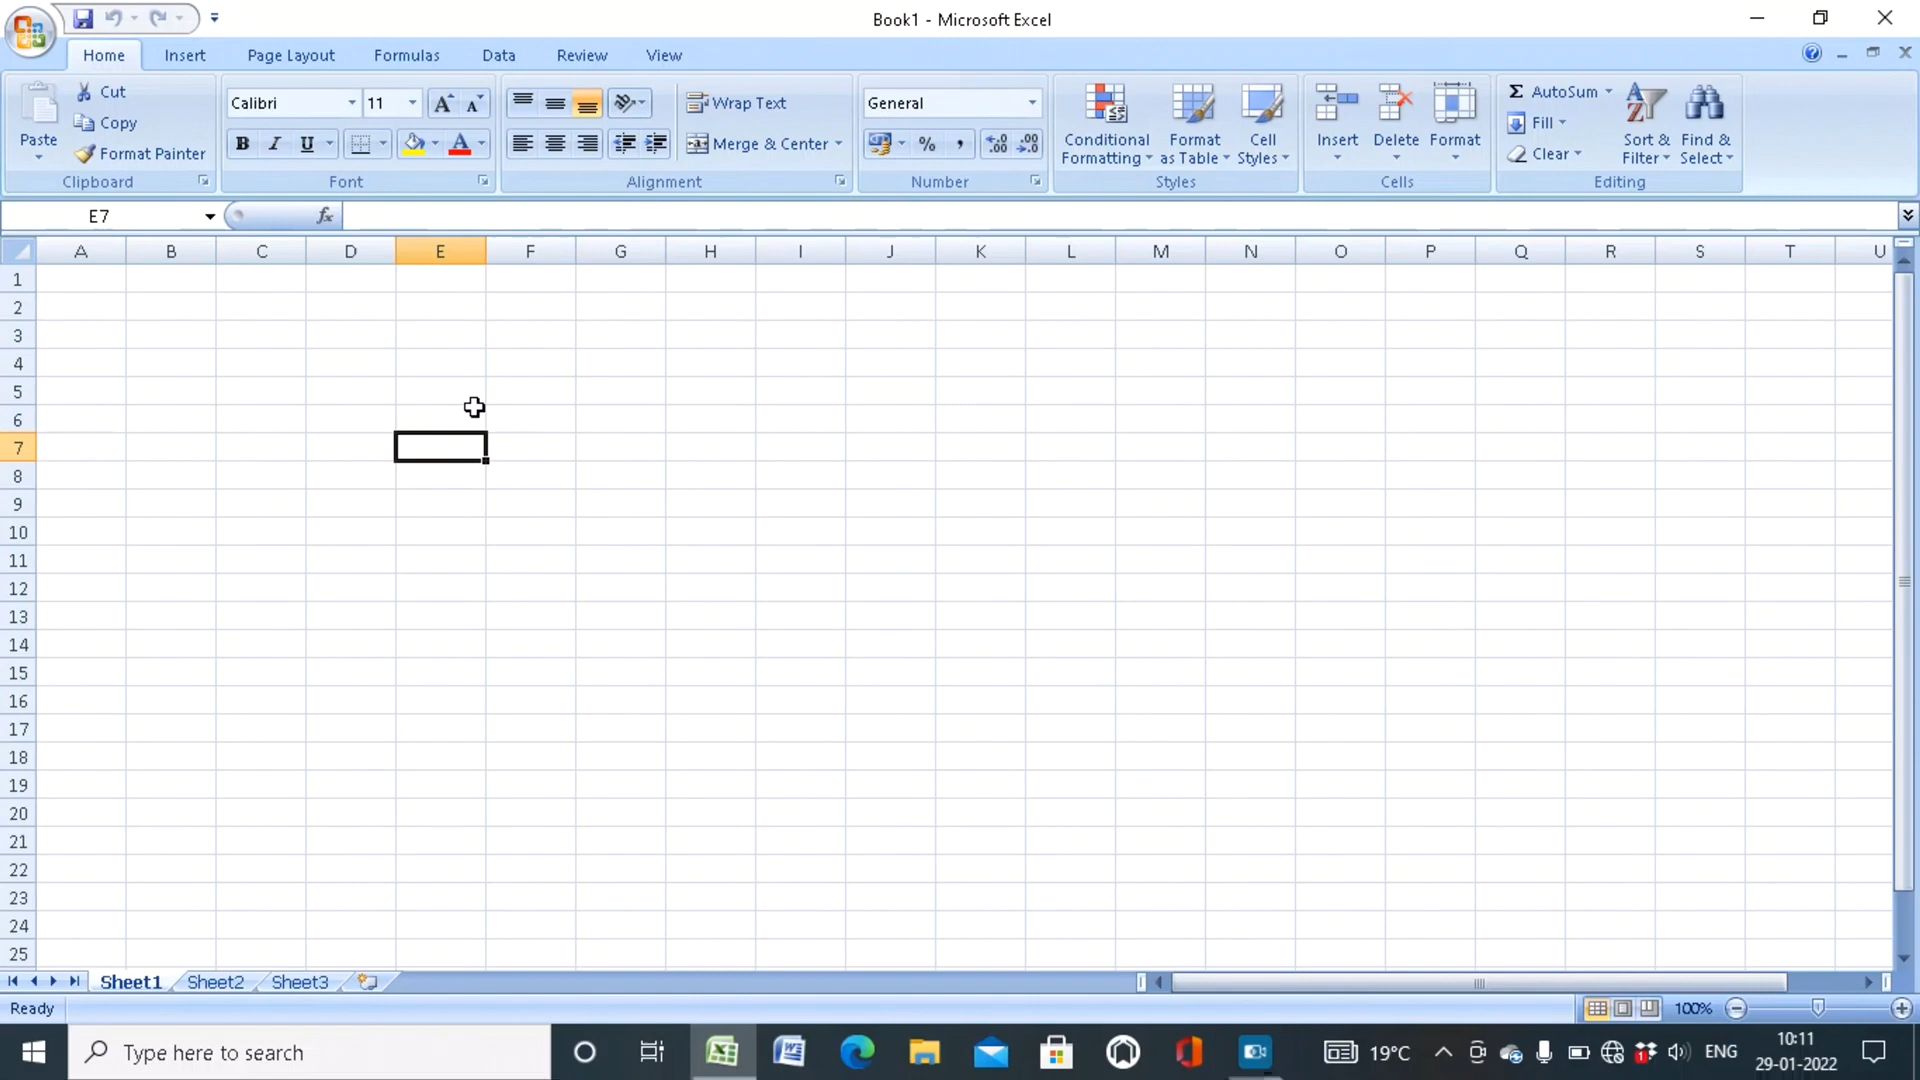 Book1 - Microsoft Excel
Home Insert Page Layout Formulas Data Review View
Paste
Cut
Copy
Format Painter
Clipboard
Calibri 11
B I U
Font
Wrap Text
Merge & Center
Alignment
General
%
Number
Conditional Formatting
Format as Table
Cell Styles
Styles
Insert Delete Format
Cells
Σ AutoSum
Fill
Clear
Sort & Filter
Find & Select
Editing
E7 fx
A B C D E F G H I J K L M N O P Q R S T U
1
2
3
4
5
6
7
8
9
10
11
12
13
14
15
16
17
18
19
20
21
22
23
24
25
Sheet1 Sheet2 Sheet3
Ready 100%
Type here to search 19°C ENG 10:11
29-01-2022